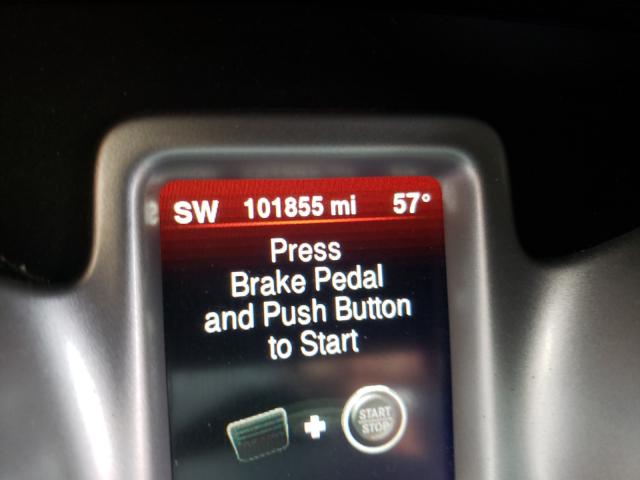 SW 101855 mi 57°
Press
Brake Pedal
and Push Button
to Start
START
STOP